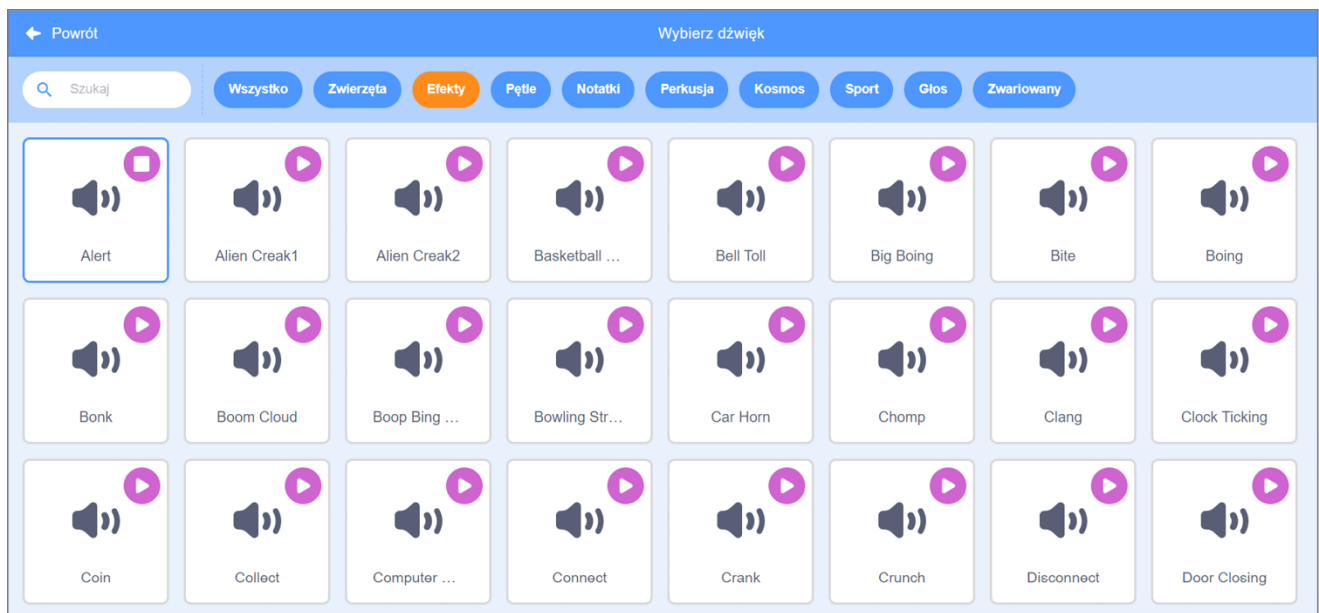 Powrót Wybierz dźwięk
Szukaj Wszystko Zwierzęta Efekty Pętle Notatki Perkusja Kosmos Sport Głos Zwariowany
Alert Alien Creak1 Alien Creak2 Basketball ... Bell Toll Big Boing Bite Boing
Bonk Boom Cloud Boop Bing ... Bowling Str... Car Horn Chomp Clang Clock Ticking
Coin Collect Computer ... Connect Crank Crunch Disconnect Door Closing